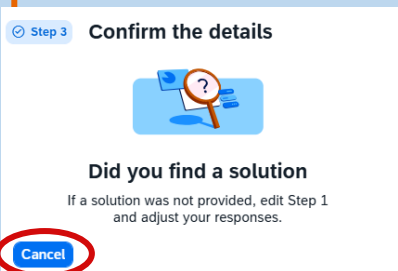 Step 3 Confirm the details
?
Did you find a solution
If a solution was not provided, edit Step 1
and adjust your responses.
Cancel